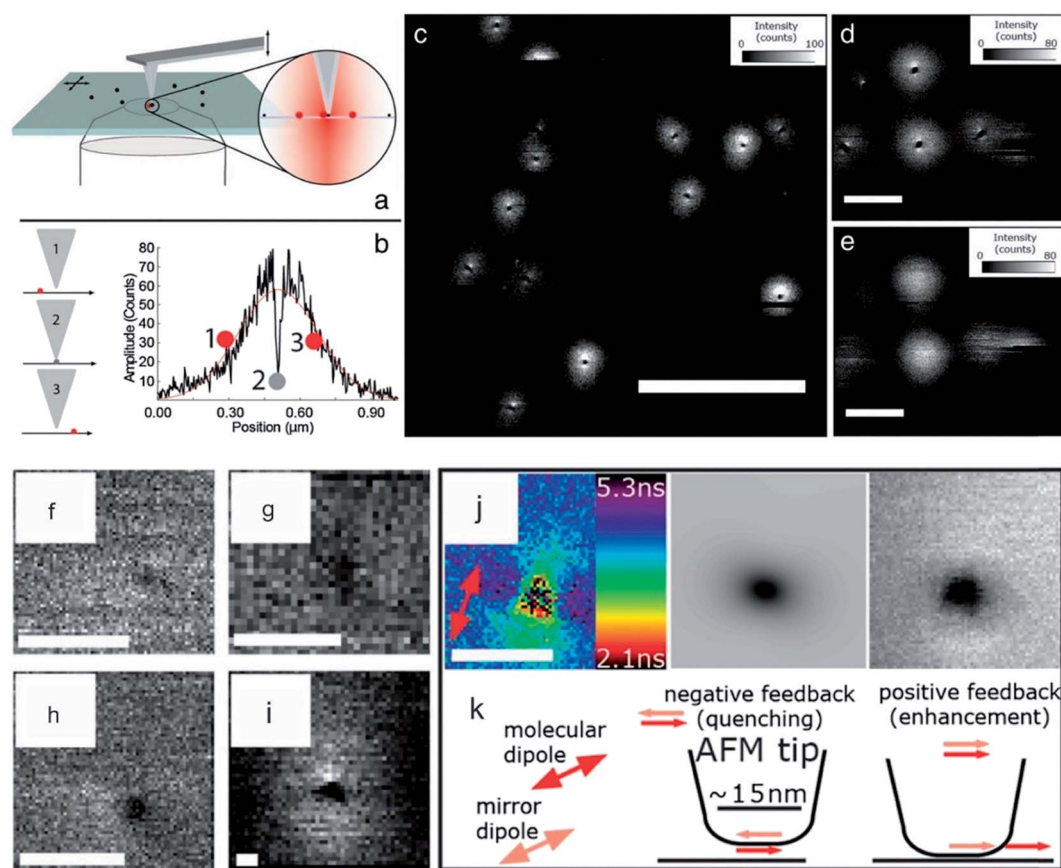 a
b
1
2
3
80
70
60
50
40
30
20
10
Amplitude (Counts)
1
2
3
0.00 0.30 0.60 0.90
Position (µm)
c
Intensity
(counts)
0 100
d
Intensity
(counts)
0 80
e
Intensity
(counts)
0 80
f
g
h
i
j
5.3ns
2.1ns
k
molecular
dipole
mirror
dipole
negative feedback
(quenching)
AFM tip
~15nm
positive feedback
(enhancement)